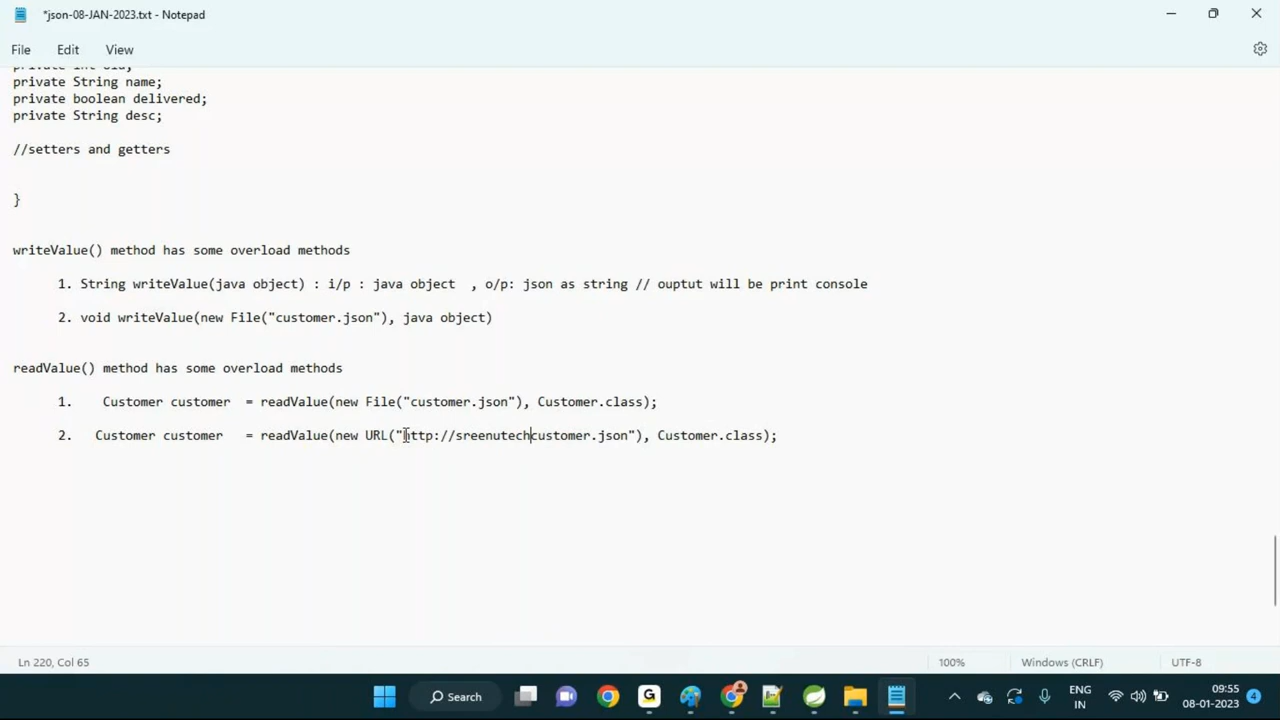 *json-08-JAN-2023.txt - Notepad
File Edit View
private int oid;
private String name;
private boolean delivered;
private String desc;
//setters and getters
}
writeValue() method has some overload methods
1. String writeValue(java object) : i/p : java object , o/p: json as string // ouptut will be print console
2. void writeValue(new File("customer.json"), java object)
readValue() method has some overload methods
1. Customer customer = readValue(new File("customer.json"), Customer.class);
2. Customer customer = readValue(new URL("http://sreenutechcustomer.json"), Customer.class);
Ln 220, Col 65 100% Windows (CRLF) UTF-8
Search ENG IN 09:55 08-01-2023 4